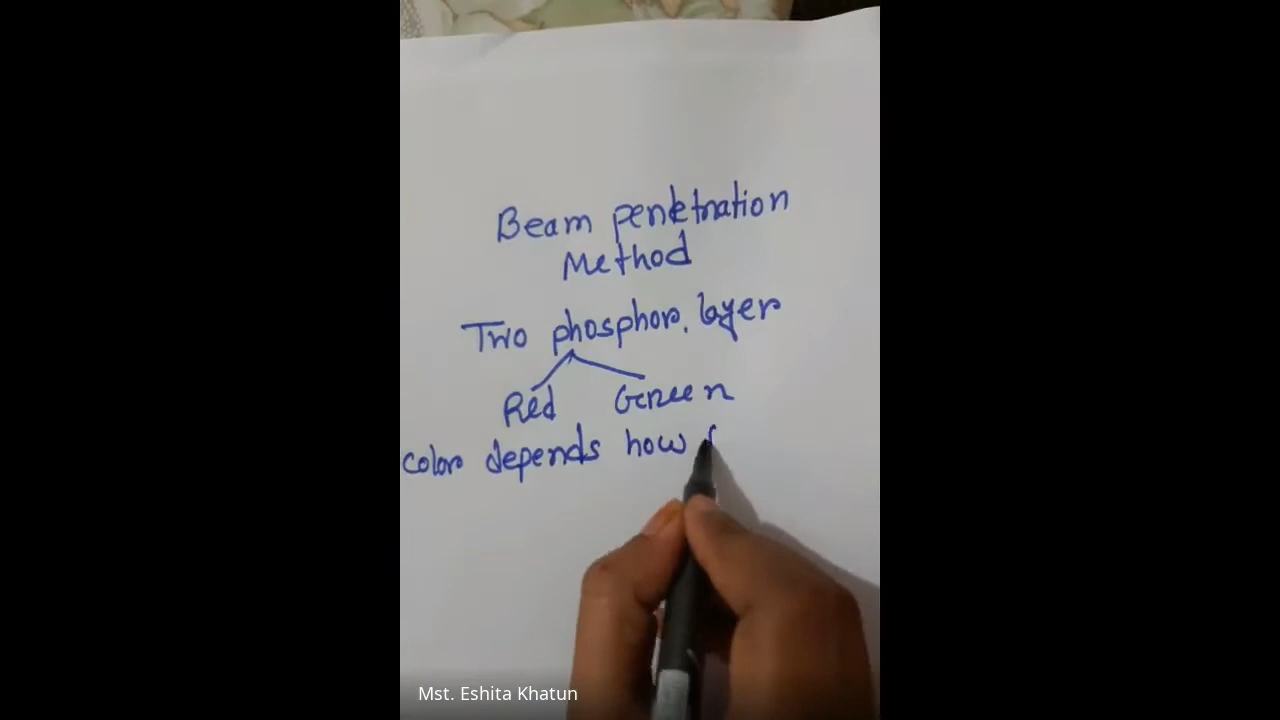 Beam penetration
Method
Two phosphor layer
Red Green
color depends how
Mst. Eshita Khatun